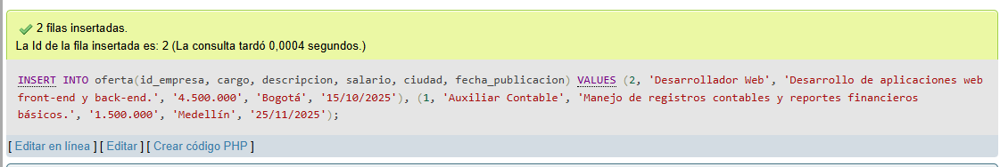 2 filas insertadas.
La Id de la fila insertada es: 2 (La consulta tardó 0,0004 segundos.)
INSERT INTO oferta(id_empresa, cargo, descripcion, salario, ciudad, fecha_publicacion) VALUES (2, 'Desarrollador Web', 'Desarrollo de aplicaciones web
front-end y back-end.', '4.500.000', 'Bogotá', '15/10/2025'), (1, 'Auxiliar Contable', 'Manejo de registros contables y reportes financieros
básicos.', '1.500.000', 'Medellín', '25/11/2025');
[ Editar en línea ] [ Editar ] [ Crear código PHP ]